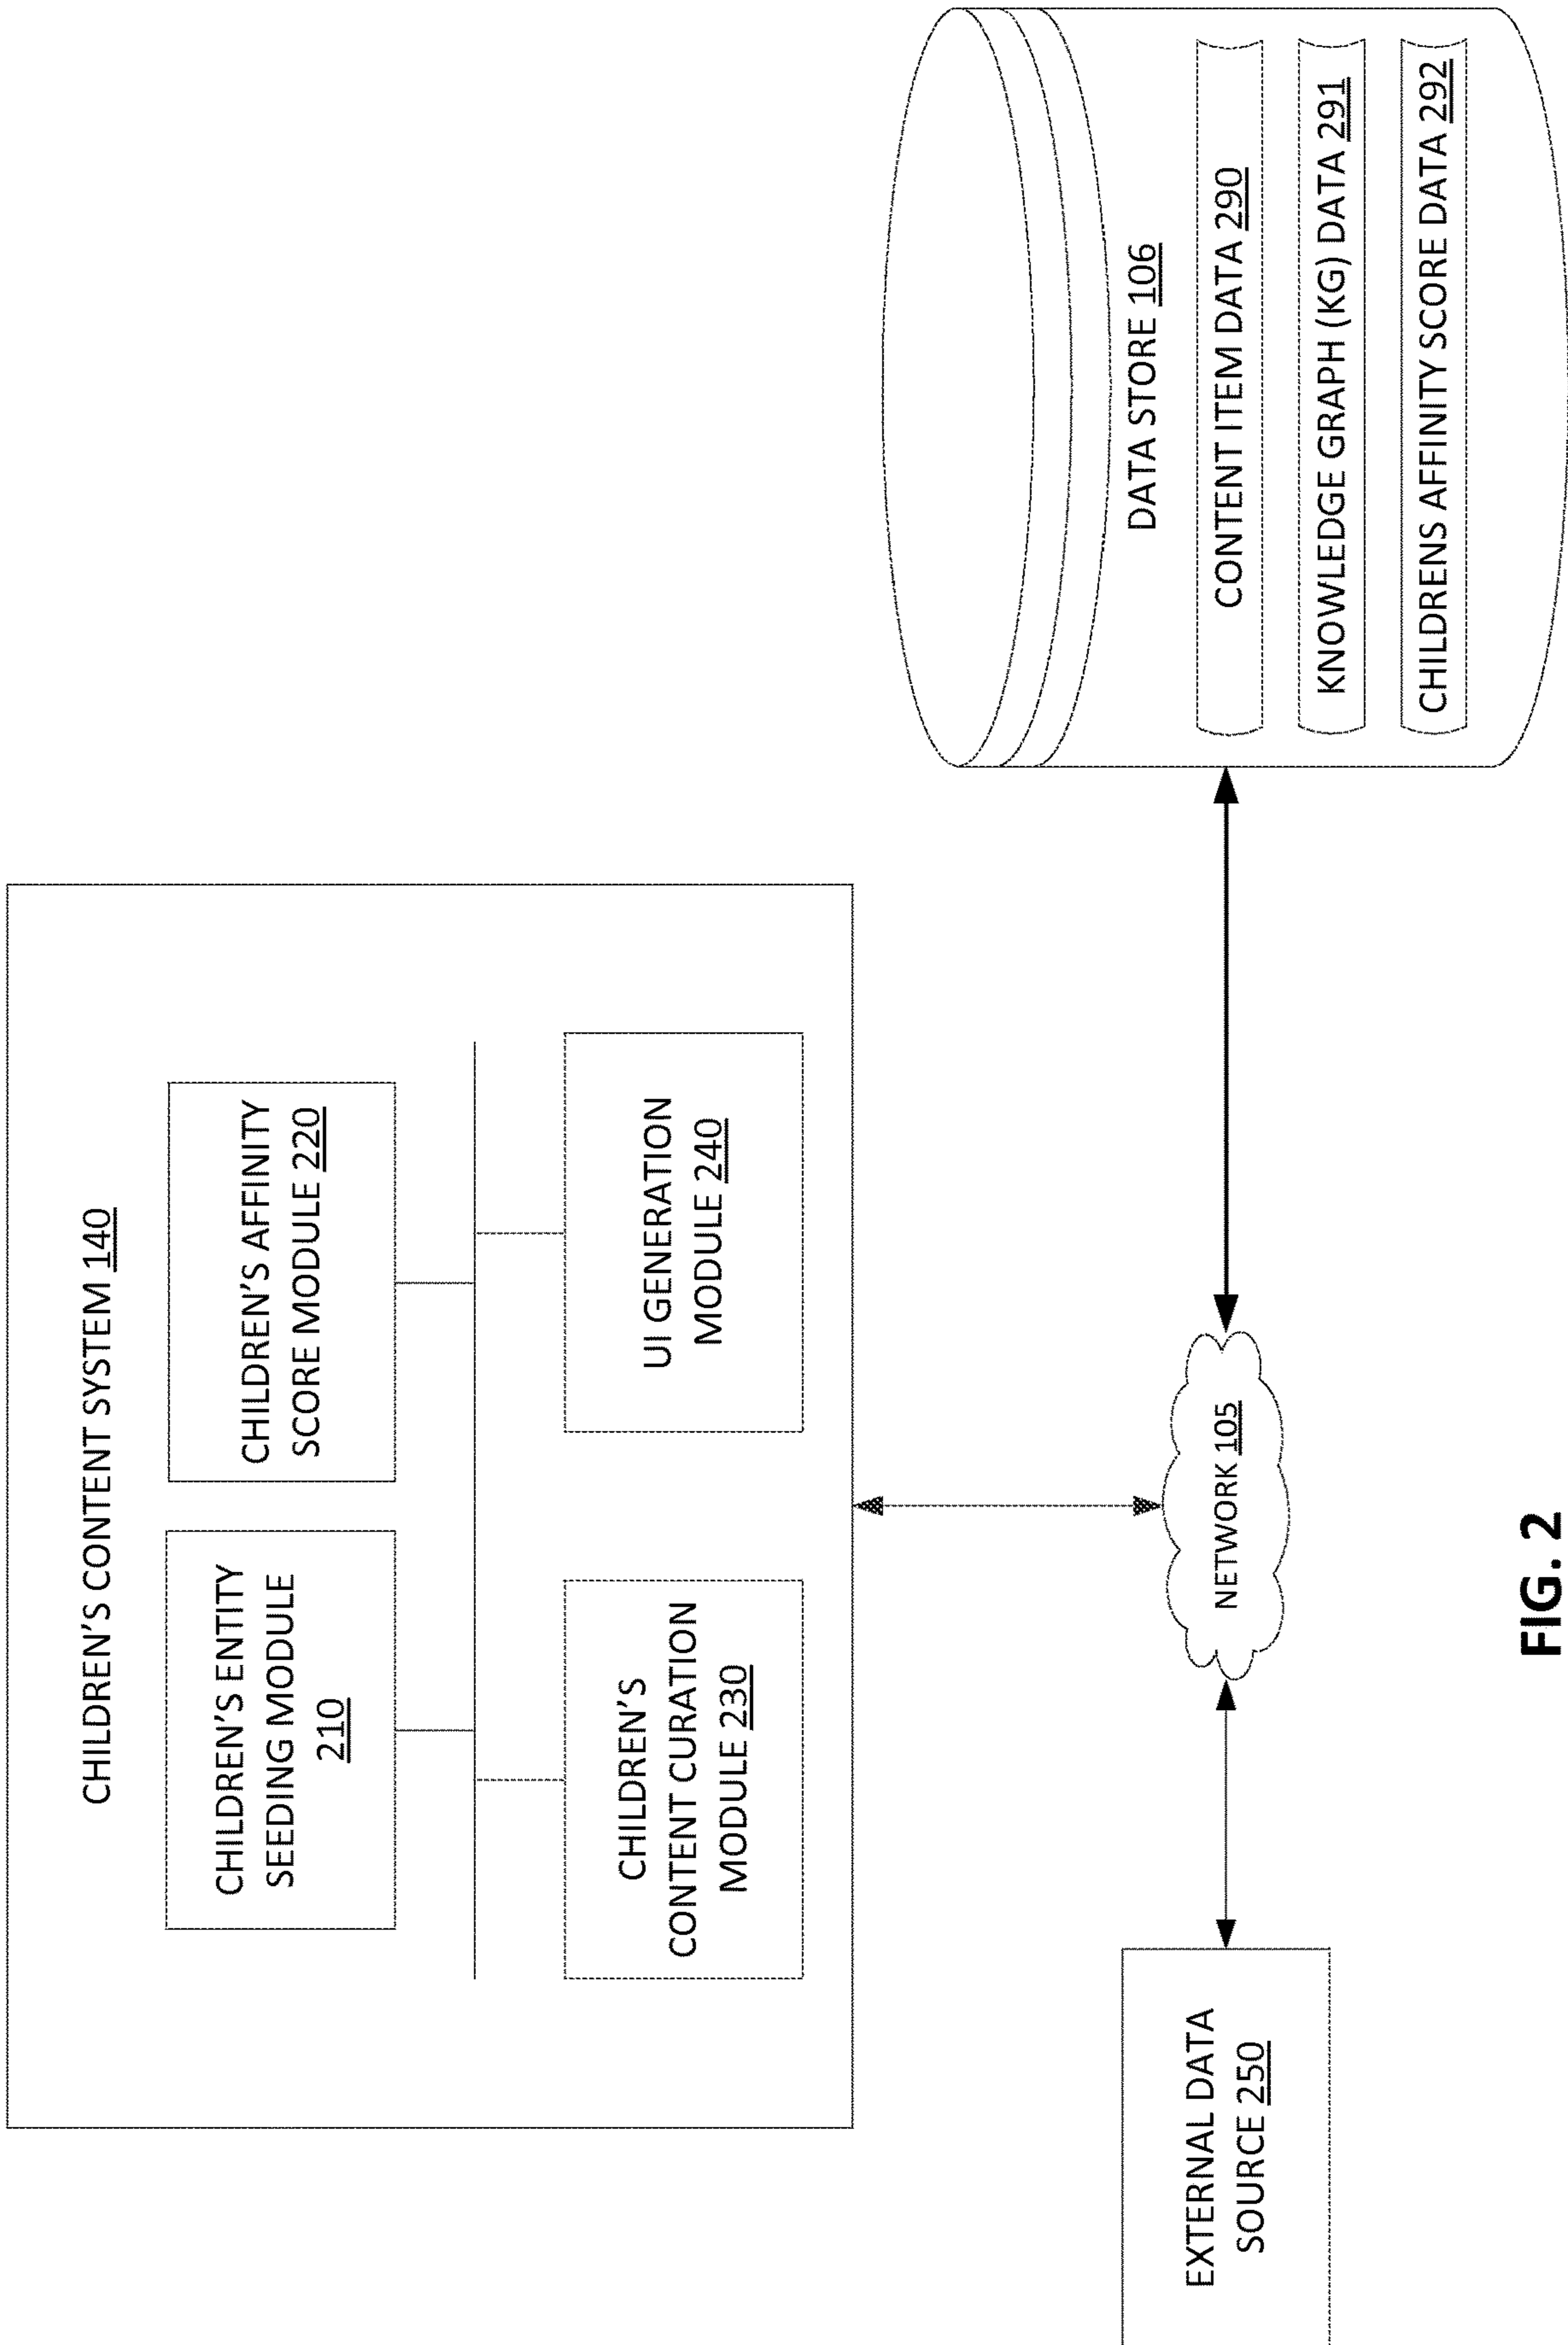 CHILDREN'S CONTENT SYSTEM 140
CHILDREN'S ENTITY
SEEDING MODULE
210
CHILDREN'S AFFINITY
SCORE MODULE 220
CHILDREN'S
CONTENT CURATION
MODULE 230
UI GENERATION
MODULE 240
EXTERNAL DATA
SOURCE 250
NETWORK 105
DATA STORE 106
CONTENT ITEM DATA 290
KNOWLEDGE GRAPH (KG) DATA 291
CHILDRENS AFFINITY SCORE DATA 292
FIG. 2